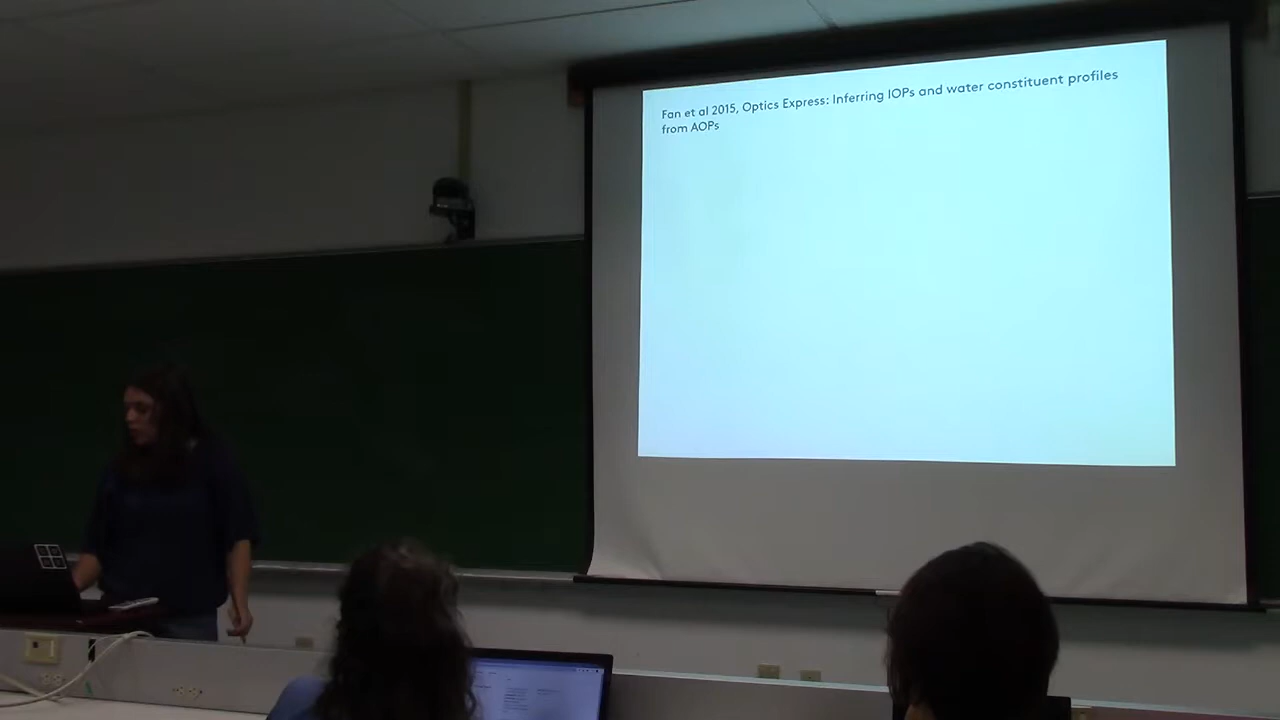 Fan et al 2015, Optics Express: Inferring IOPs and water constituent profiles
from AOPs